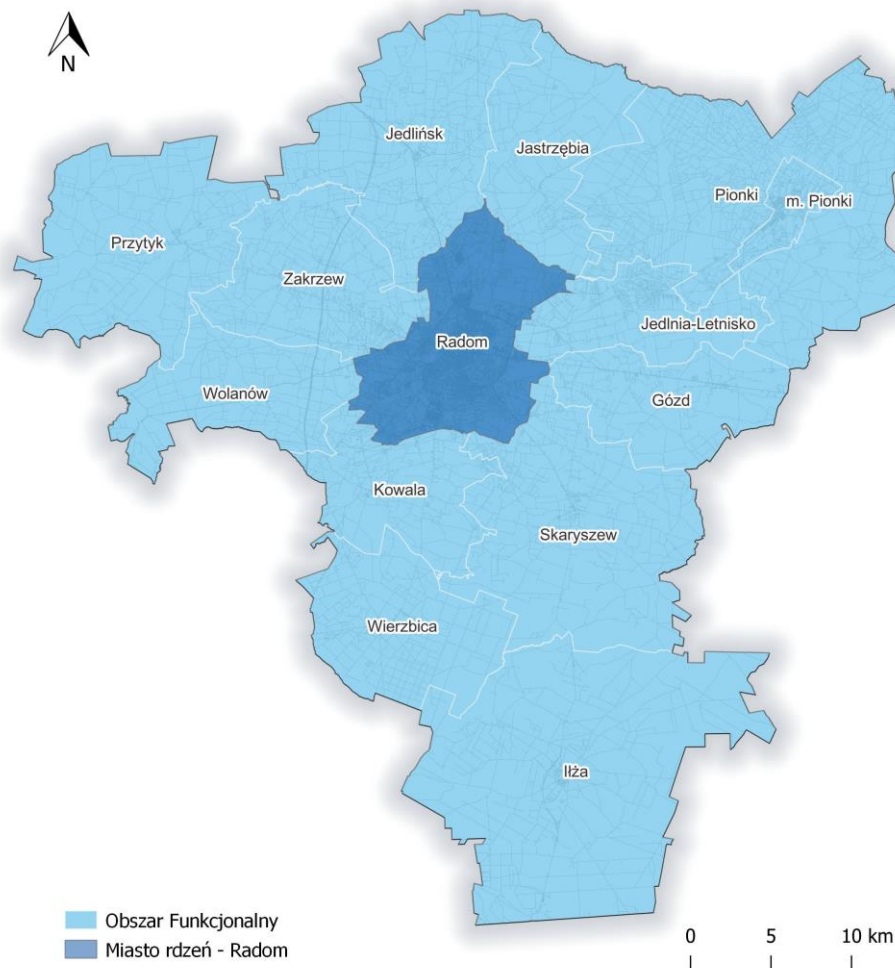 N
Jedlińsk
Jastrzębia
Pionki
m. Pionki
Przytyk
Zakrzew
Jedlnia-Letnisko
Radom
Wolanów
Gózd
Kowala
Skaryszew
Wierzbica
Iłża
Obszar Funkcjonalny
Miasto rdzeń - Radom
0 5 10 km